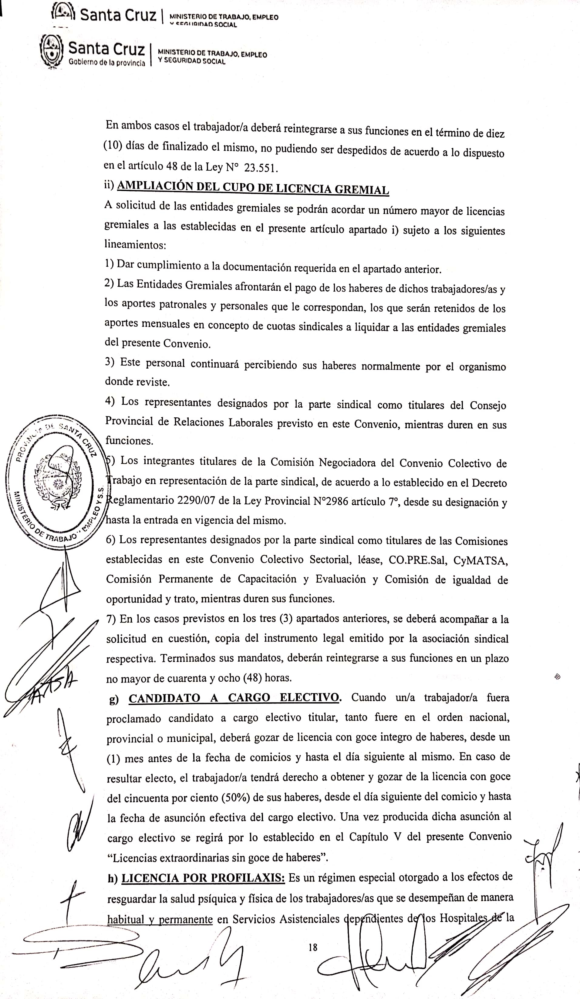 Santa Cruz | MINISTERIO DE TRABAJO, EMPLEO
Y SEGURIDAD SOCIAL
Santa Cruz
Gobierno de la provincia
MINISTERIO DE TRABAJO, EMPLEO
Y SEGURIDAD SOCIAL
En ambos casos el trabajador/a deberá reintegrarse a sus funciones en el término de diez
(10) días de finalizado el mismo, no pudiendo ser despedidos de acuerdo a lo dispuesto
en el artículo 48 de la Ley Nº 23.551.
ii) AMPLIACIÓN DEL CUPO DE LICENCIA GREMIAL
A solicitud de las entidades gremiales se podrán acordar un número mayor de licencias
gremiales a las establecidas en el presente artículo apartado i) sujeto a los siguientes
lineamientos:
1) Dar cumplimiento a la documentación requerida en el apartado anterior.
2) Las Entidades Gremiales afrontarán el pago de los haberes de dichos trabajadores/as y
los aportes patronales y personales que le correspondan, los que serán retenidos de los
aportes mensuales en concepto de cuotas sindicales a liquidar a las entidades gremiales
del presente Convenio.
3) Este personal continuará percibiendo sus haberes normalmente por el organismo
donde reviste.
4) Los representantes designados por la parte sindical como titulares del Consejo
Provincial de Relaciones Laborales previsto en este Convenio, mientras duren en sus
funciones.
5) Los integrantes titulares de la Comisión Negociadora del Convenio Colectivo de
Trabajo en representación de la parte sindical, de acuerdo a lo establecido en el Decreto
Reglamentario 2290/07 de la Ley Provincial Nº2986 artículo 7º, desde su designación y
hasta la entrada en vigencia del mismo.
PROVINCIA DE SANTA CRUZ
MINISTERIO DE TRABAJO EMPLEO Y S.S.
6) Los representantes designados por la parte sindical como titulares de las Comisiones
establecidas en este Convenio Colectivo Sectorial, léase, CO.PRE.Sal, CyMATSA,
Comisión Permanente de Capacitación y Evaluación y Comisión de igualdad de
oportunidad y trato, mientras duren sus funciones.
7) En los casos previstos en los tres (3) apartados anteriores, se deberá acompañar a la
solicitud en cuestión, copia del instrumento legal emitido por la asociación sindical
respectiva. Terminados sus mandatos, deberán reintegrarse a sus funciones en un plazo
no mayor de cuarenta y ocho (48) horas.
g) CANDIDATO A CARGO ELECTIVO. Cuando un/a trabajador/a fuera
proclamado candidato a cargo electivo titular, tanto fuere en el orden nacional,
provincial o municipal, deberá gozar de licencia con goce integro de haberes, desde un
(1) mes antes de la fecha de comicios y hasta el día siguiente al mismo. En caso de
resultar electo, el trabajador/a tendrá derecho a obtener y gozar de la licencia con goce
del cincuenta por ciento (50%) de sus haberes, desde el día siguiente del comicio y hasta
la fecha de asunción efectiva del cargo electivo. Una vez producida dicha asunción al
cargo electivo se regirá por lo establecido en el Capítulo V del presente Convenio
“Licencias extraordinarias sin goce de haberes”.
h) LICENCIA POR PROFILAXIS: Es un régimen especial otorgado a los efectos de
resguardar la salud psíquica y física de los trabajadores/as que se desempeñan de manera
habitual y permanente en Servicios Asistenciales dependientes de los Hospitales de la
18